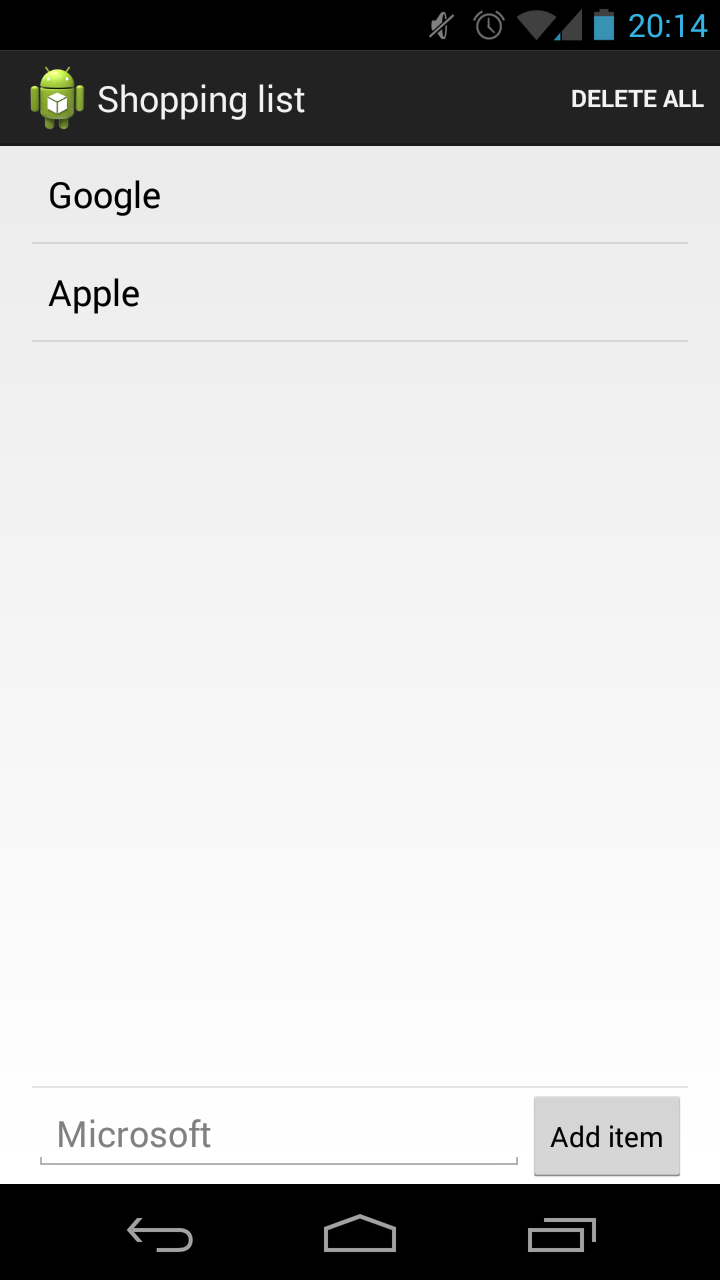 20:14
Shopping list
DELETE ALL
Google
Apple
Microsoft
Add item